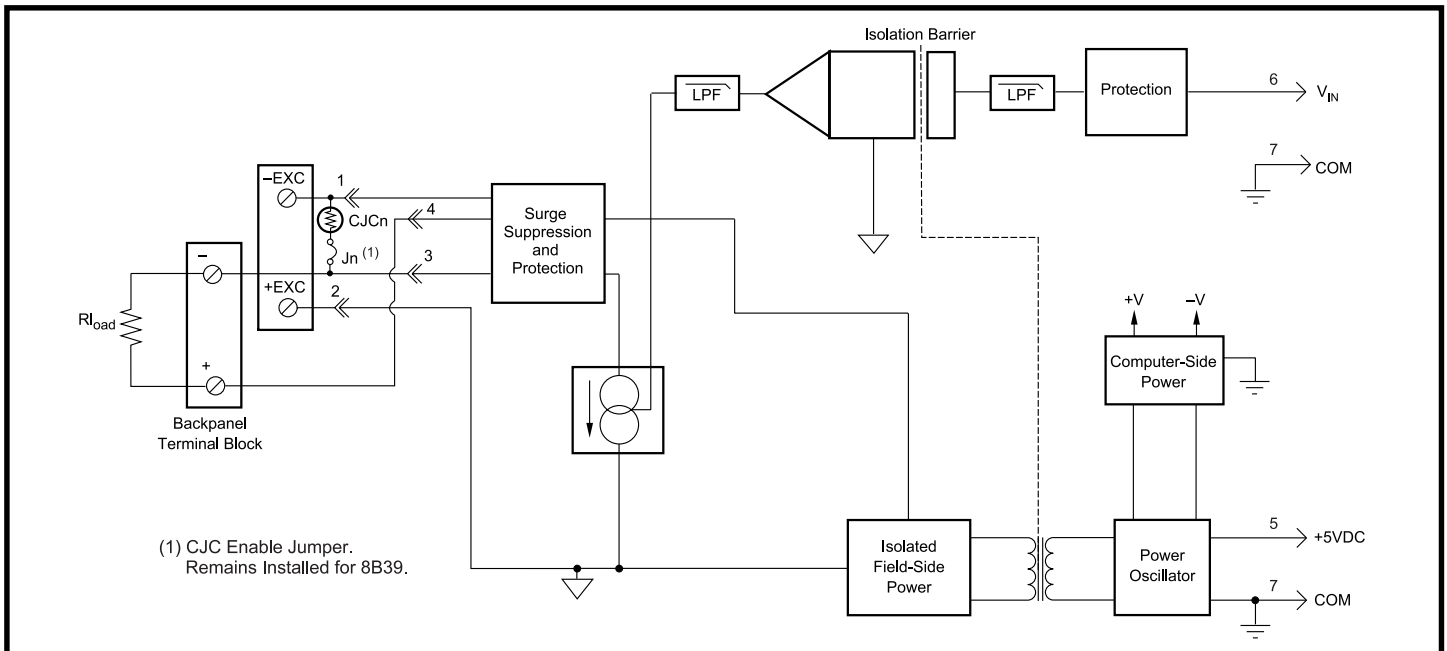 Isolation Barrier
LPF
LPF
Protection
6
V_IN
7
COM
–EXC
1
CJCn
4
Jn (1)
3
+EXC
2
Surge
Suppression
and
Protection
–
+
Rl_oad
Backpanel
Terminal Block
+V
–V
Computer-Side
Power
(1) CJC Enable Jumper.
Remains Installed for 8B39.
Isolated
Field-Side
Power
Power
Oscillator
5
+5VDC
7
COM